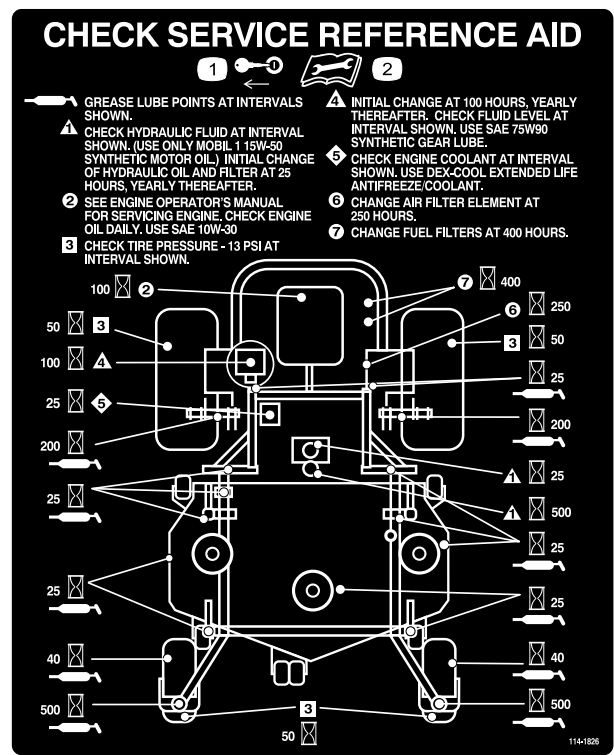 CHECK SERVICE REFERENCE AID
1 2
GREASE LUBE POINTS AT INTERVALS
SHOWN.
1 CHECK HYDRAULIC FLUID AT INTERVAL
SHOWN. (USE ONLY MOBIL 1 15W-50
SYNTHETIC MOTOR OIL.) INITIAL CHANGE
OF HYDRAULIC OIL AND FILTER AT 25
HOURS, YEARLY THEREAFTER.
2 SEE ENGINE OPERATOR'S MANUAL
FOR SERVICING ENGINE. CHECK ENGINE
OIL DAILY. USE SAE 10W-30
3 CHECK TIRE PRESSURE - 13 PSI AT
INTERVAL SHOWN.
4 INITIAL CHANGE AT 100 HOURS, YEARLY
THEREAFTER. CHECK FLUID LEVEL AT
INTERVAL SHOWN. USE SAE 75W90
SYNTHETIC GEAR LUBE.
5 CHECK ENGINE COOLANT AT INTERVAL
SHOWN. USE DEX-COOL EXTENDED LIFE
ANTIFREEZE/COOLANT.
6 CHANGE AIR FILTER ELEMENT AT
250 HOURS.
7 CHANGE FUEL FILTERS AT 400 HOURS.
100 2
7 400
6 250
50 3
3 50
100 4
25
25 5
200
200
1 25
25
1 500
25
25
25
40
40
500
500
3
50
114-1826